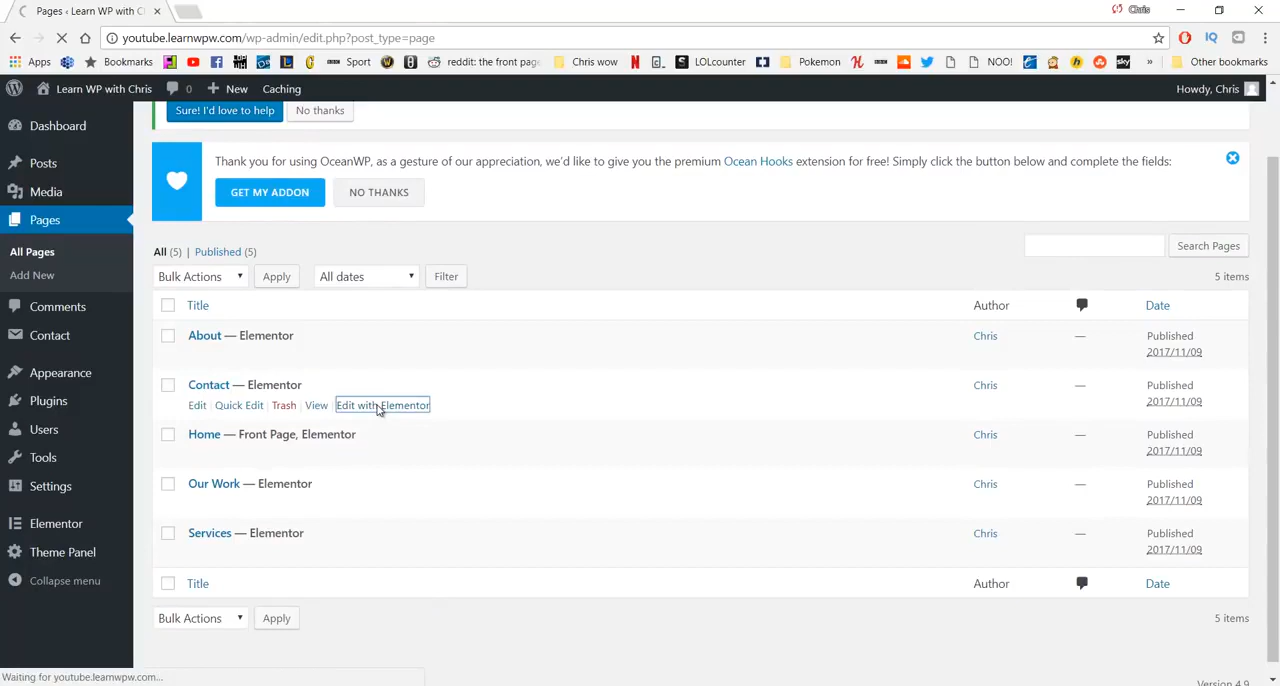 Pages ‹ Learn WP with C
Chris
youtube.learnwpw.com/wp-admin/edit.php?post_type=page
Apps Bookmarks Sport reddit: the front page Chris wow LOLcounter Pokemon NOO! sky » Other bookmarks
Learn WP with Chris 0 New Caching Howdy, Chris
Sure! I'd love to help No thanks
Dashboard
Thank you for using OceanWP, as a gesture of our appreciation, we'd like to give you the premium Ocean Hooks extension for free! Simply click the button below and complete the fields:
Posts
Media
GET MY ADDON NO THANKS
Pages
All Pages
All (5) | Published (5)
Search Pages
Add New
Bulk Actions Apply All dates Filter
5 items
Comments
Title Author Date
Contact
About — Elementor Chris — Published
2017/11/09
Appearance
Contact — Elementor Chris — Published
2017/11/09
Plugins
Edit | Quick Edit | Trash | View | Edit with Elementor
Users
Home — Front Page, Elementor Chris — Published
2017/11/09
Tools
Settings
Our Work — Elementor Chris — Published
2017/11/09
Elementor
Services — Elementor Chris — Published
2017/11/09
Theme Panel
Collapse menu
Title Author Date
Bulk Actions Apply
5 items
Waiting for youtube.learnwpw.com...
Version 4.9